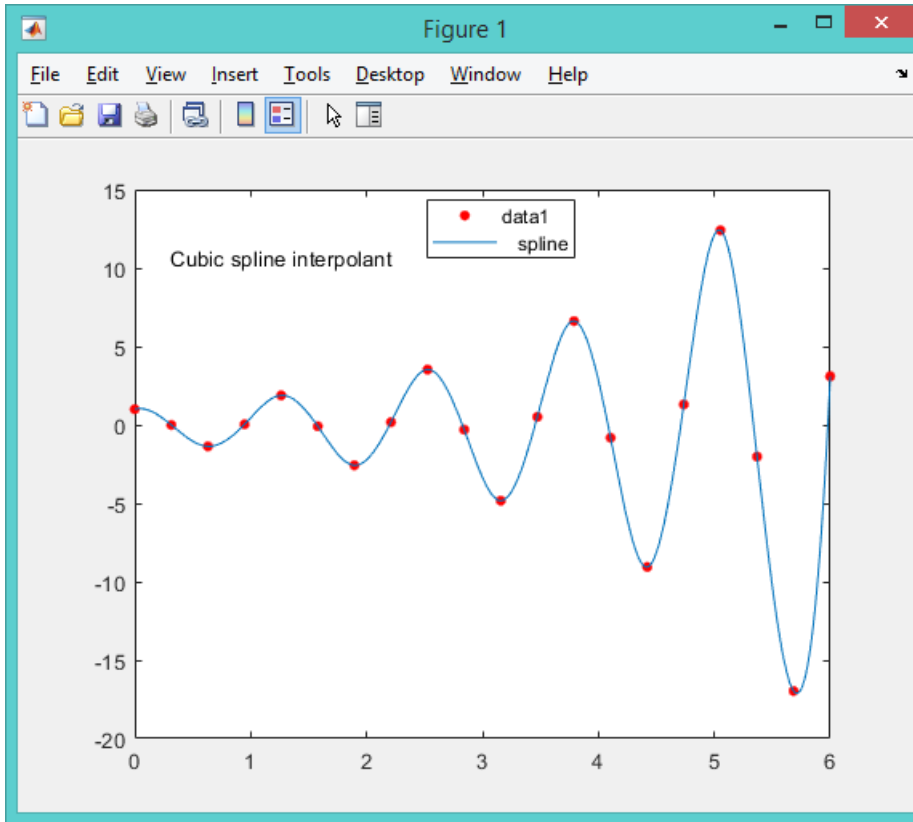 Figure 1
File Edit View Insert Tools Desktop Window Help
15
10
5
0
-5
-10
-15
-20
Cubic spline interpolant
data1
spline
0 1 2 3 4 5 6